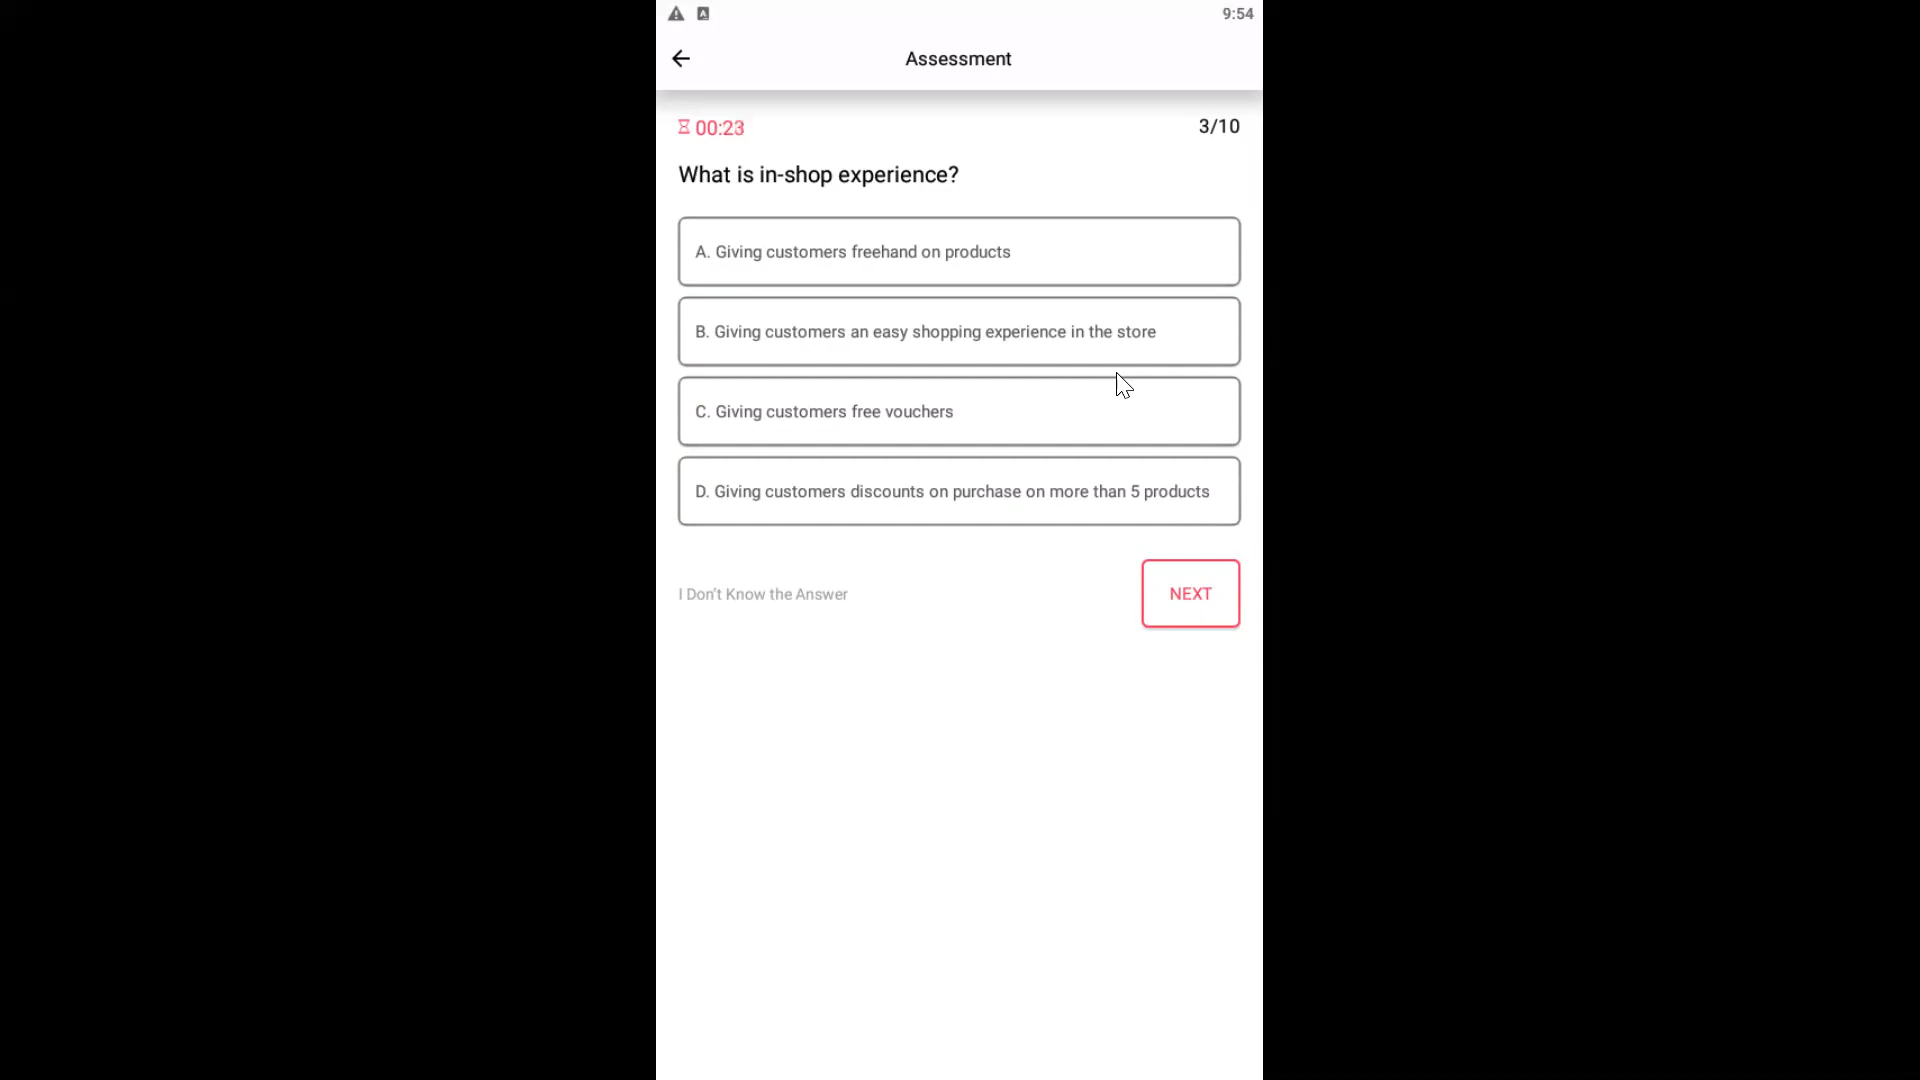 9:54
Assessment
00:23
3/10
What is in-shop experience?
A. Giving customers freehand on products
B. Giving customers an easy shopping experience in the store
C. Giving customers free vouchers
D. Giving customers discounts on purchase on more than 5 products
I Don't Know the Answer
NEXT